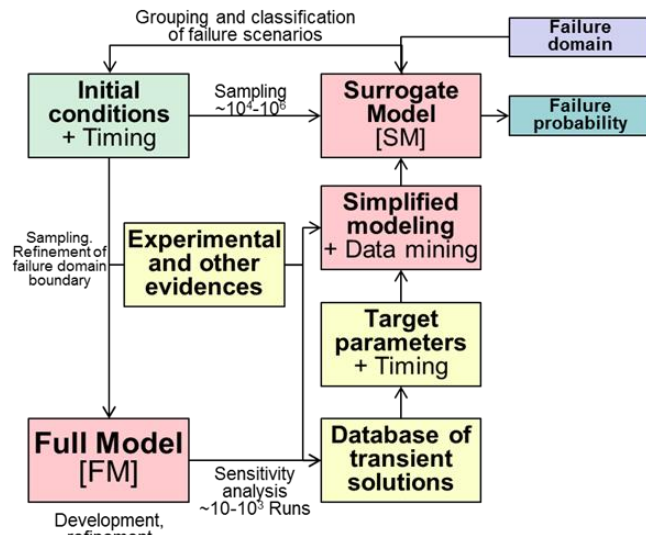 Grouping and classification
of failure scenarios
Failure
domain
Initial
conditions
+ Timing
Sampling
~10⁴-10⁶
Surrogate
Model
[SM]
Failure
probability
Simplified
modeling
+ Data mining
Sampling.
Refinement of
failure domain
boundary
Experimental
and other
evidences
Target
parameters
+ Timing
Full Model
[FM]
Sensitivity
analysis
~10-10³ Runs
Database of
transient
solutions
Development,